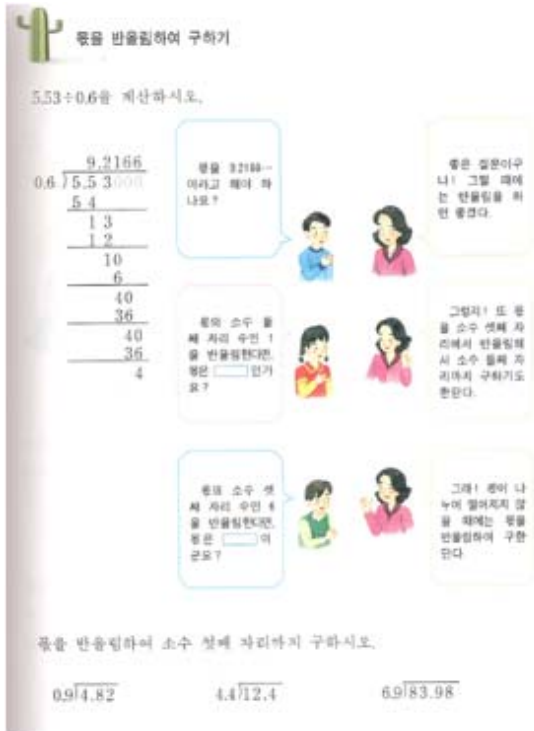 몫을 반올림하여 구하기
5.53÷0.6을 계산하시오.
9.2166
0.6 5.53000
5 4
1 3
1 2
10
6
40
36
40
36
4
몫을 9.2166…
이라고 해야 하
나요?
좋은 질문이구
나! 그럴 때에
는 반올림을 하
면 좋겠다.
몫의 소수 둘
째 자리 수인 1
을 반올림한다면,
몫은 인가
요?
그렇지! 또 몫
을 소수 셋째 자
리에서 반올림해
서 소수 둘째 자
리까지 구하기도
한단다.
몫의 소수 셋
째 자리 수인 6
을 반올림한다면,
몫은 이
군요?
그래! 몫이 나
누어 떨어지지 않
을 때에는 몫을
반올림하여 구한
단다.
몫을 반올림하여 소수 첫째 자리까지 구하시오.
0.9 4.82 4.4 12.4 6.9 83.98